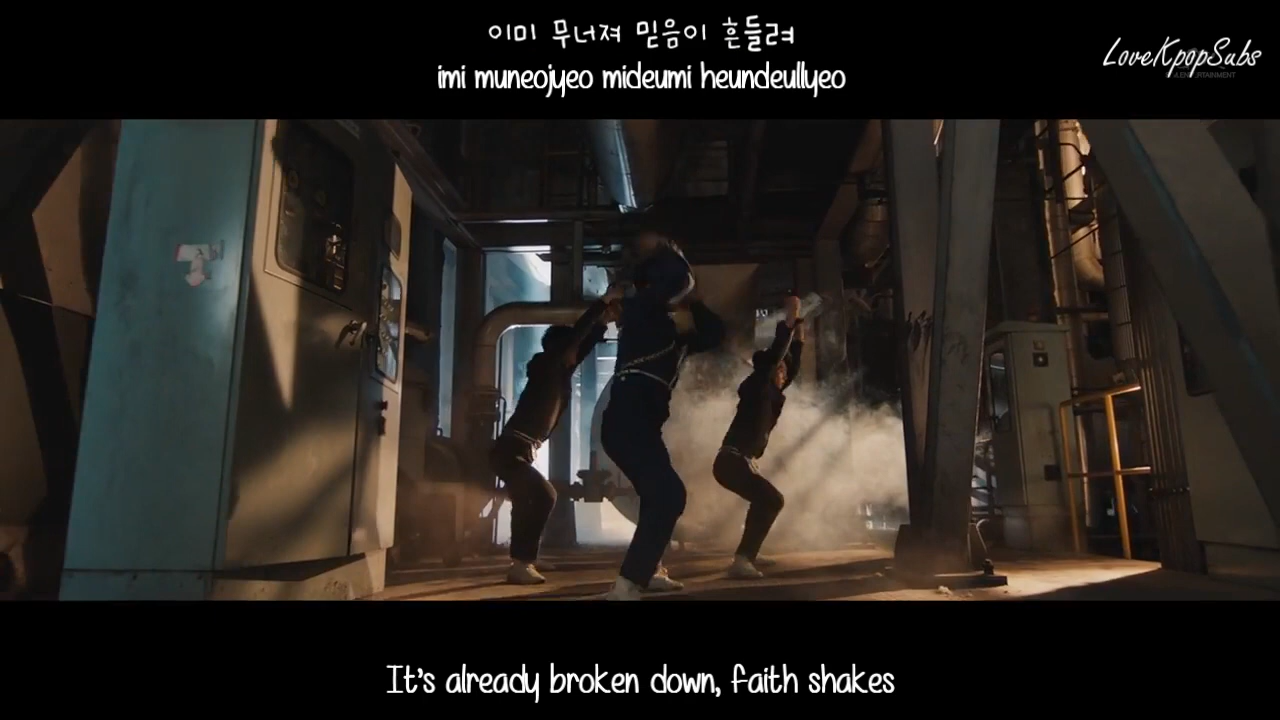 이미 무너져 믿음이 흔들려
imi muneojyeo mideumi heundeullyeo
LoveKpopSubs
It's already broken down, faith shakes